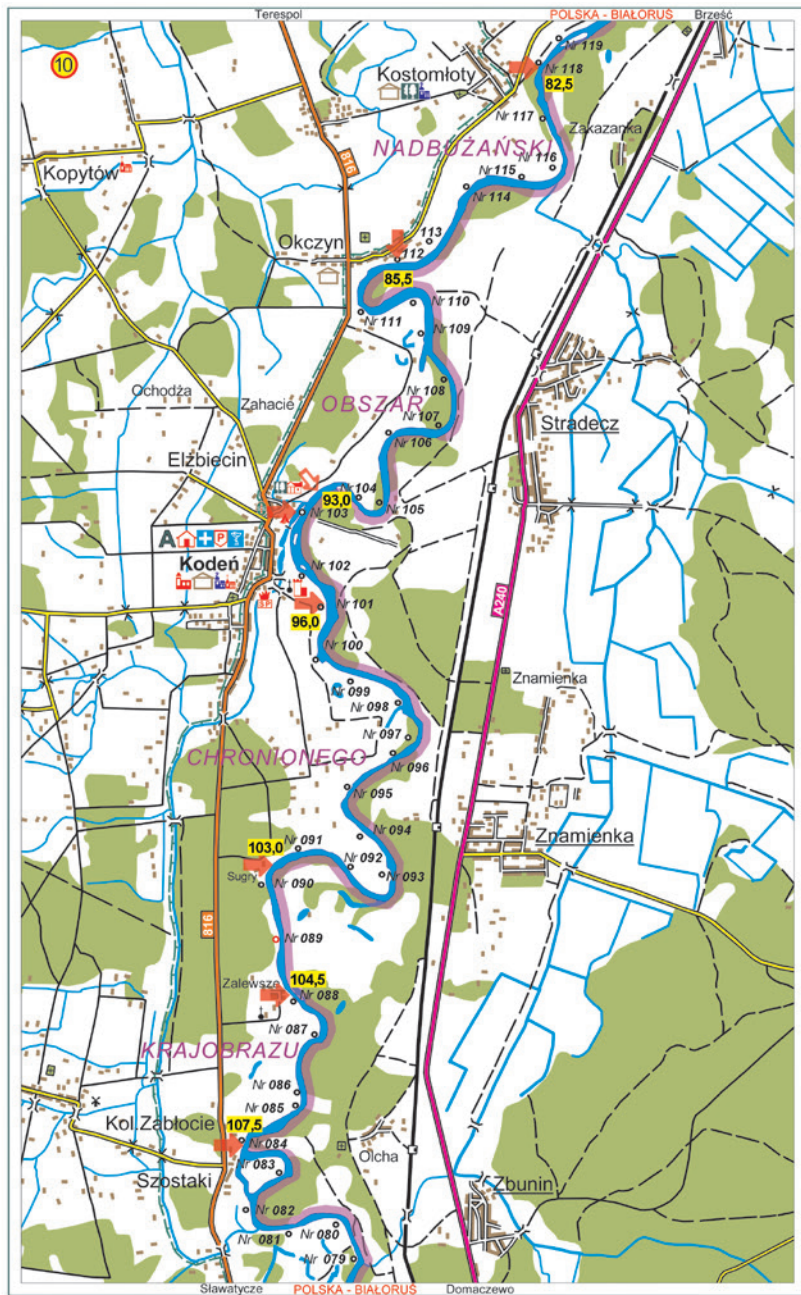 Terespol
POLSKA - BIAŁORUŚ
Brześć
10
Nr 119
Kostomłoty
Nr 118
82,5
Nr 117
Zakazanka
NADBUŻAŃSKI
816
Nr 116
Nr 115
Kopytów
Nr 114
Okczyn
113
112
85,5
Nr 110
Nr 111
Nr 109
Nr 108
Ochodża
Zahacie
OBSZAR
Nr 107
Stradecz
Nr 106
Elżbiecin
Nr 104
93,0
Nr 105
Nr 103
A
P
Kodeń
Nr 102
A240
S.P.
Nr 101
96,0
Nr 100
Nr 099
Znamienka
Nr 098
Nr 097
CHRONIONEGO
Nr 096
Nr 095
Nr 094
Znamienka
103,0
Nr 091
Nr 092
Sugry
Nr 090
Nr 093
816
Nr 089
Zalewsze
104,5
Nr 088
Nr 087
KRAJOBRAZU
Nr 086
Nr 085
Kol.Zabłocie
107,5
Nr 084
Olcha
Nr 083
Szostaki
Zbunin
Nr 082
Nr 081
Nr 080
Nr 079
Sławatycze
POLSKA - BIAŁORUŚ
Domaczewo